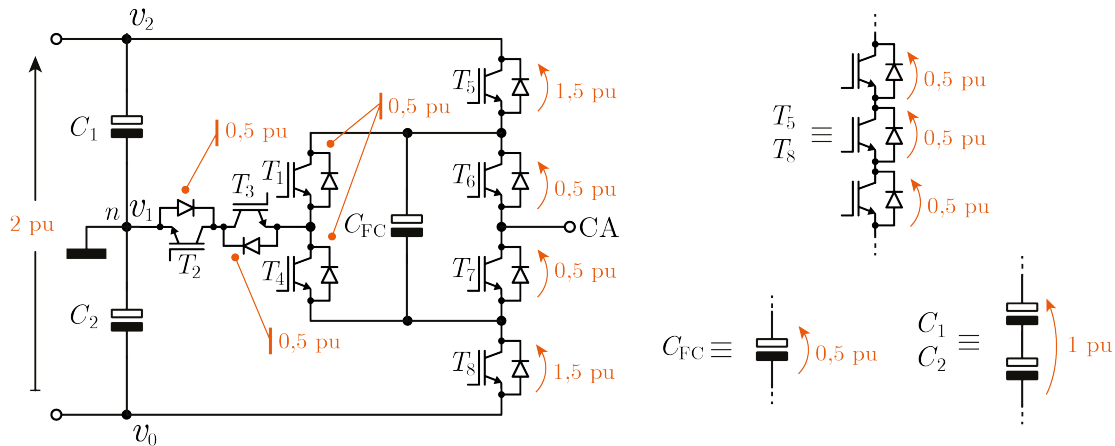 v2
T5
1,5 pu
C1
0,5 pu
0,5 pu
T1
T3
T6
0,5 pu
n
v1
2 pu
CFC
CA
T2
T4
T7
0,5 pu
C2
0,5 pu
T8
1,5 pu
v0
T5
T8
≡
0,5 pu
0,5 pu
0,5 pu
CFC ≡
0,5 pu
C1
C2
≡
1 pu